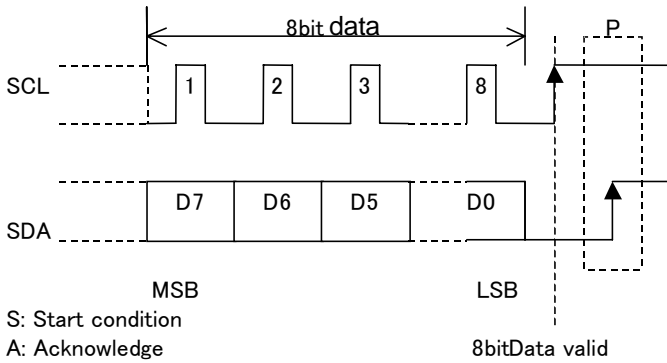 8bit data
P
SCL
1 2 3 8
D7 D6 D5 D0
SDA
MSB LSB
S: Start condition
A: Acknowledge
8bitData valid